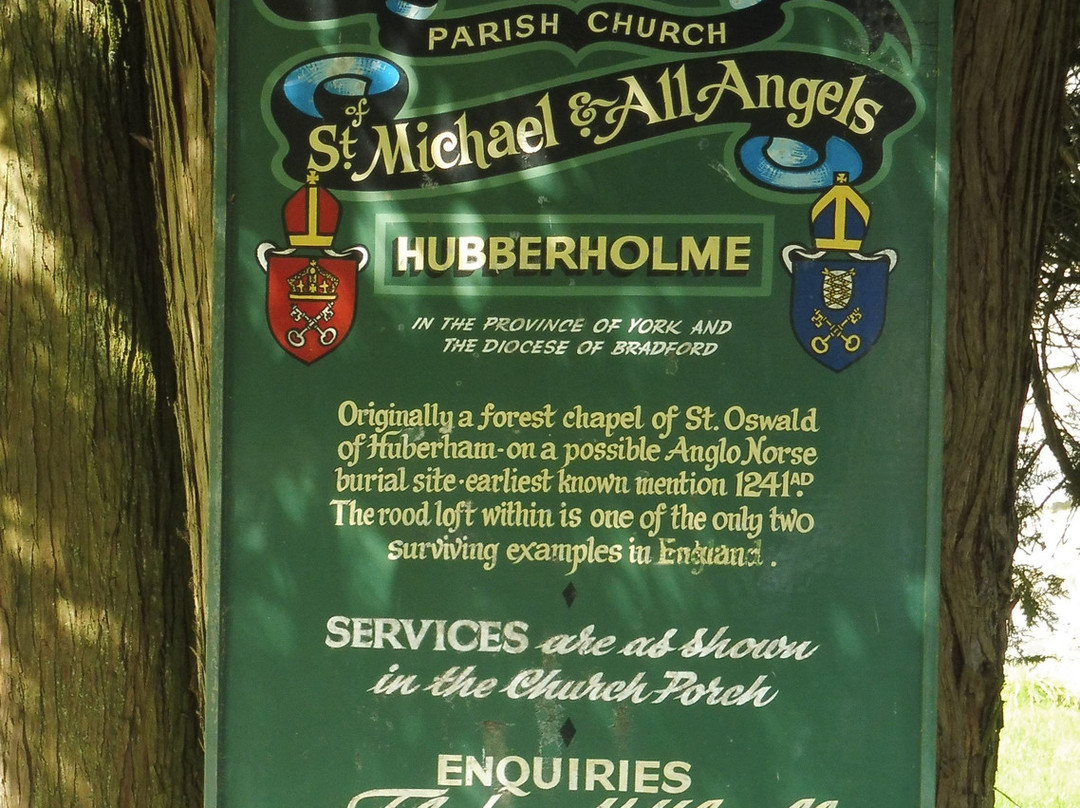 PARISH CHURCH
of
St. Michael & All Angels
HUBBERHOLME
IN THE PROVINCE OF YORK AND
THE DIOCESE OF BRADFORD
Originally a forest chapel of St. Oswald
of Huberham - on a possible Anglo Norse
burial site · earliest known mention 1241 AD.
The rood loft within is one of the only two
surviving examples in England .
SERVICES are as shown
in the Church Porch
ENQUIRIES